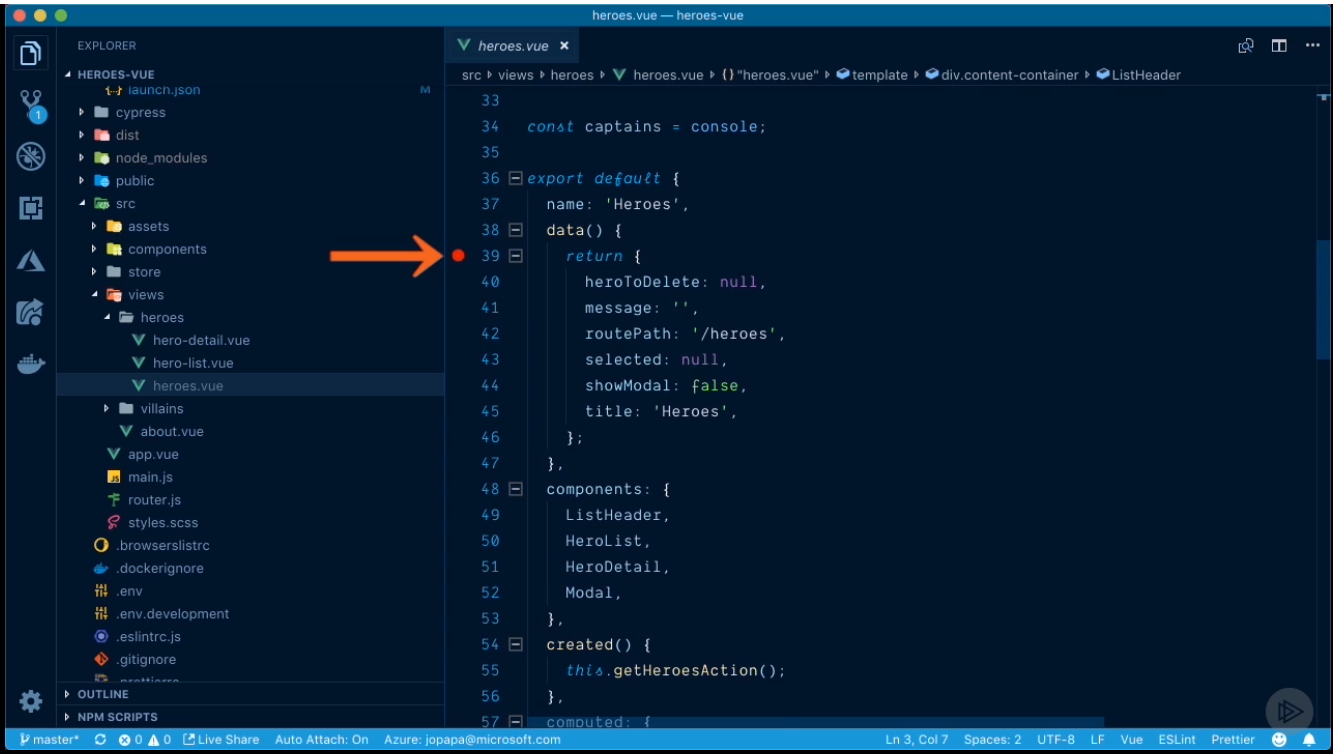 heroes.vue — heroes-vue
EXPLORER
HEROES-VUE
launch.json M
cypress
dist
node_modules
public
src
assets
components
store
views
heroes
hero-detail.vue
hero-list.vue
heroes.vue
villains
about.vue
app.vue
main.js
router.js
styles.scss
.browserslistrc
.dockerignore
.env
.env.development
.eslintrc.js
.gitignore
.prettierrc
OUTLINE
NPM SCRIPTS
1
heroes.vue ×
src views heroes heroes.vue {} "heroes.vue" template div.content-container ListHeader
33
34 const captains = console;
35
36 export default {
37 name: 'Heroes',
38 data() {
39 return {
40 heroToDelete: null,
41 message: '',
42 routePath: '/heroes',
43 selected: null,
44 showModal: false,
45 title: 'Heroes',
46 };
47 },
48 components: {
49 ListHeader,
50 HeroList,
51 HeroDetail,
52 Modal,
53 },
54 created() {
55 this.getHeroesAction();
56 },
57 computed: {
master* 0 0 Live Share Auto Attach: On Azure: jopapa@microsoft.com Ln 3, Col 7 Spaces: 2 UTF-8 LF Vue ESLint Prettier